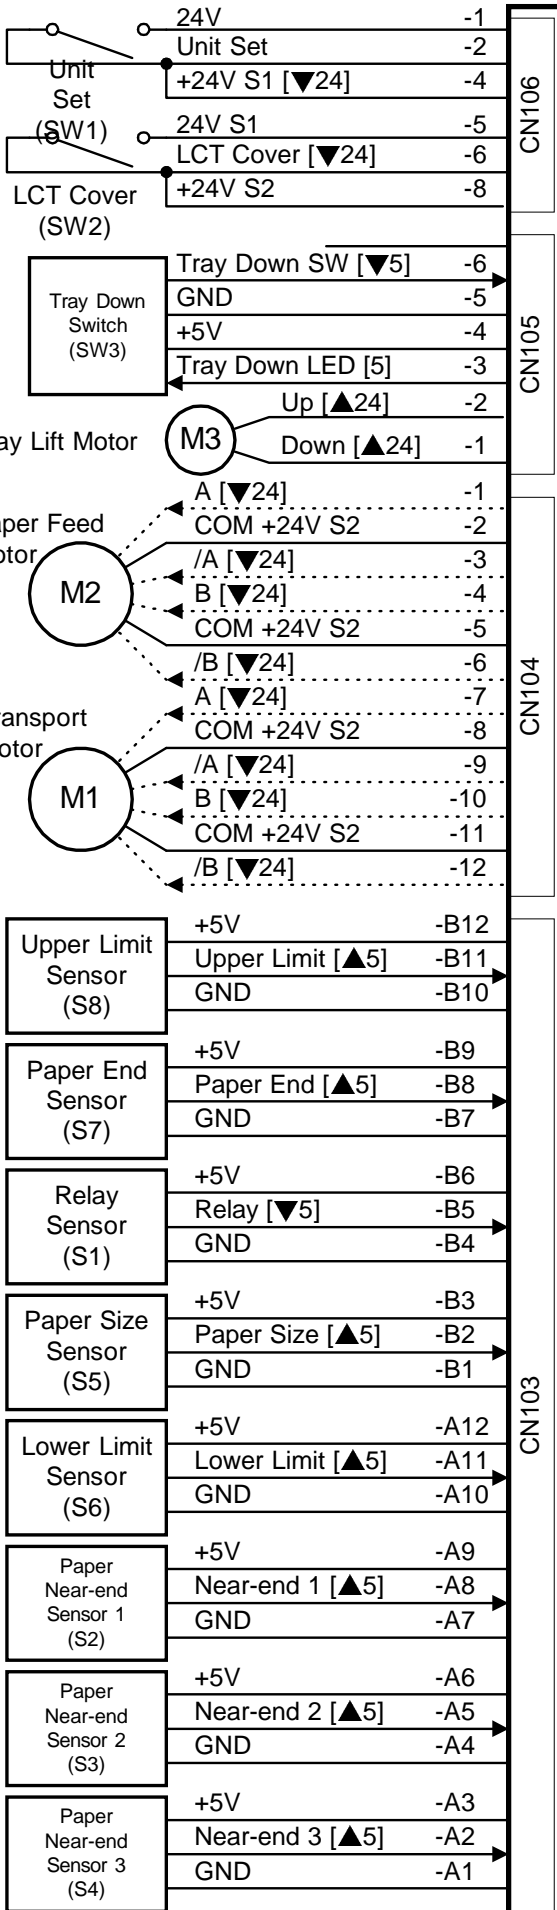 24V -1
Unit Set -2
+24V S1 [▼24] -4
Unit
Set
(SW1)
24V S1 -5
LCT Cover [▼24] -6
+24V S2 -8
LCT Cover
(SW2)
CN106
Tray Down
Switch
(SW3)
Tray Down SW [▼5] -6
GND -5
+5V -4
Tray Down LED [5] -3
Up [▲24] -2
Down [▲24] -1
ay Lift Motor
M3
CN105
A [▼24] -1
COM +24V S2 -2
/A [▼24] -3
B [▼24] -4
COM +24V S2 -5
/B [▼24] -6
aper Feed
otor
M2
A [▼24] -7
COM +24V S2 -8
/A [▼24] -9
B [▼24] -10
COM +24V S2 -11
/B [▼24] -12
ransport
otor
M1
CN104
Upper Limit
Sensor
(S8)
+5V -B12
Upper Limit [▲5] -B11
GND -B10
Paper End
Sensor
(S7)
+5V -B9
Paper End [▲5] -B8
GND -B7
Relay
Sensor
(S1)
+5V -B6
Relay [▼5] -B5
GND -B4
Paper Size
Sensor
(S5)
+5V -B3
Paper Size [▲5] -B2
GND -B1
Lower Limit
Sensor
(S6)
+5V -A12
Lower Limit [▲5] -A11
GND -A10
Paper
Near-end
Sensor 1
(S2)
+5V -A9
Near-end 1 [▲5] -A8
GND -A7
Paper
Near-end
Sensor 2
(S3)
+5V -A6
Near-end 2 [▲5] -A5
GND -A4
Paper
Near-end
Sensor 3
(S4)
+5V -A3
Near-end 3 [▲5] -A2
GND -A1
CN103